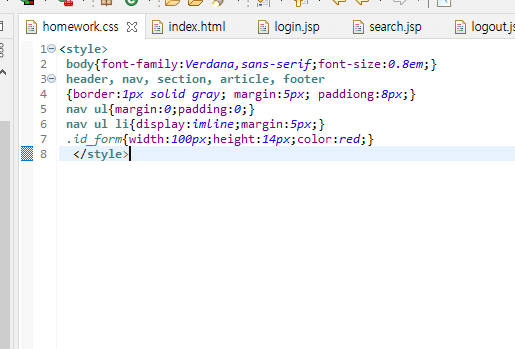 homework.css index.html login.jsp search.jsp logout.j
1 <style>
2 body{font-family:Verdana,sans-serif;font-size:0.8em;}
3 header, nav, section, article, footer
4 {border:1px solid gray; margin:5px; paddiong:8px;}
5 nav ul{margin:0;padding:0;}
6 nav ul li{display:imline;margin:5px;}
7 .id_form{width:100px;height:14px;color:red;}
8 </style>